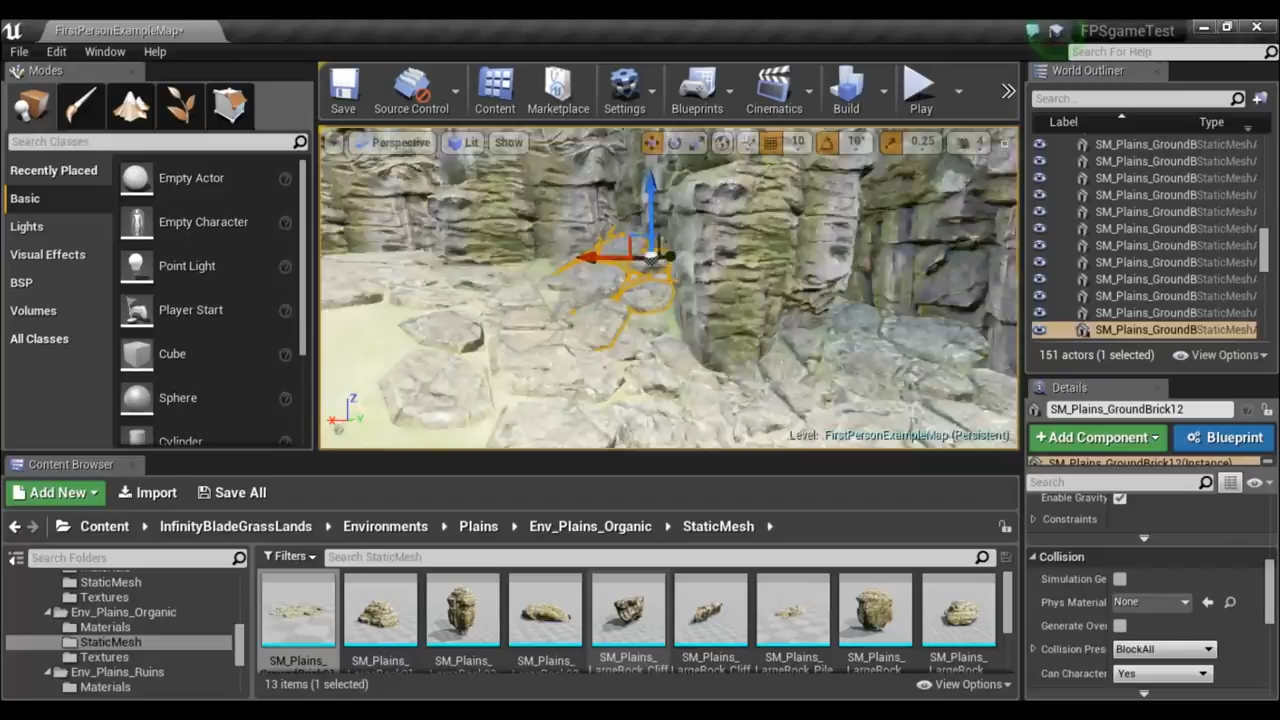 FirstPersonExampleMap*
FPSgameTest
File Edit Window Help
Search For Help
Modes
Search Classes
Recently Placed
Basic
Lights
Visual Effects
BSP
Volumes
All Classes
Empty Actor
Empty Character
Point Light
Player Start
Cube
Sphere
Cylinder
Save Source Control Content Marketplace Settings Blueprints Cinematics Build Play
Perspective Lit Show 10 10° 0.25 4
Z
Y
Level: FirstPersonExampleMap (Persistent)
World Outliner
Search...
Label Type
SM_Plains_GroundB StaticMesh
SM_Plains_GroundB StaticMesh
SM_Plains_GroundB StaticMesh
SM_Plains_GroundB StaticMesh
SM_Plains_GroundB StaticMesh
SM_Plains_GroundB StaticMesh
SM_Plains_GroundB StaticMesh
SM_Plains_GroundB StaticMesh
SM_Plains_GroundB StaticMesh
SM_Plains_GroundB StaticMesh
SM_Plains_GroundB StaticMesh
SM_Plains_GroundB StaticMesh
151 actors (1 selected) View Options
Details
SM_Plains_GroundBrick12
+Add Component Blueprint
SM_Plains_GroundBrick12(Instance)
Search
Enable Gravity
Constraints
Collision
Simulation Ge
Phys Material None
Generate Over
Collision Pres BlockAll
Can Character Yes
Content Browser
Add New Import Save All
Content InfinityBladeGrassLands Environments Plains Env_Plains_Organic StaticMesh
Search Folders
Filters Search StaticMesh
StaticMesh
Textures
Env_Plains_Organic
Materials
StaticMesh
Textures
Env_Plains_Ruins
Materials
SM_Plains_ SM_Plains_ SM_Plains_ SM_Plains_ SM_Plains_ SM_Plains_ SM_Plains_ SM_Plains_ SM_Plains_
LargeRock_Cliff LargeRock_Cliff LargeRock_Pile LargeRock_ LargeRock_
13 items (1 selected) View Options